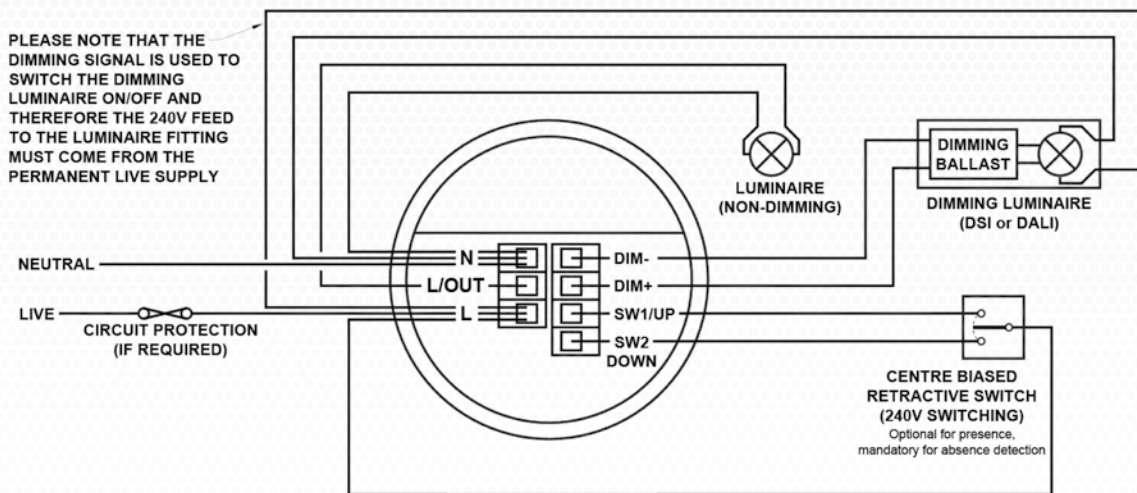 PLEASE NOTE THAT THE
DIMMING SIGNAL IS USED TO
SWITCH THE DIMMING
LUMINAIRE ON/OFF AND
THEREFORE THE 240V FEED
TO THE LUMINAIRE FITTING
MUST COME FROM THE
PERMANENT LIVE SUPPLY
LUMINAIRE
(NON-DIMMING)
DIMMING
BALLAST
DIMMING LUMINAIRE
(DSI or DALI)
NEUTRAL
N
L/OUT
L
LIVE
CIRCUIT PROTECTION
(IF REQUIRED)
DIM-
DIM+
SW1/UP
SW2
DOWN
CENTRE BIASED
RETRACTIVE SWITCH
(240V SWITCHING)
Optional for presence,
mandatory for absence detection